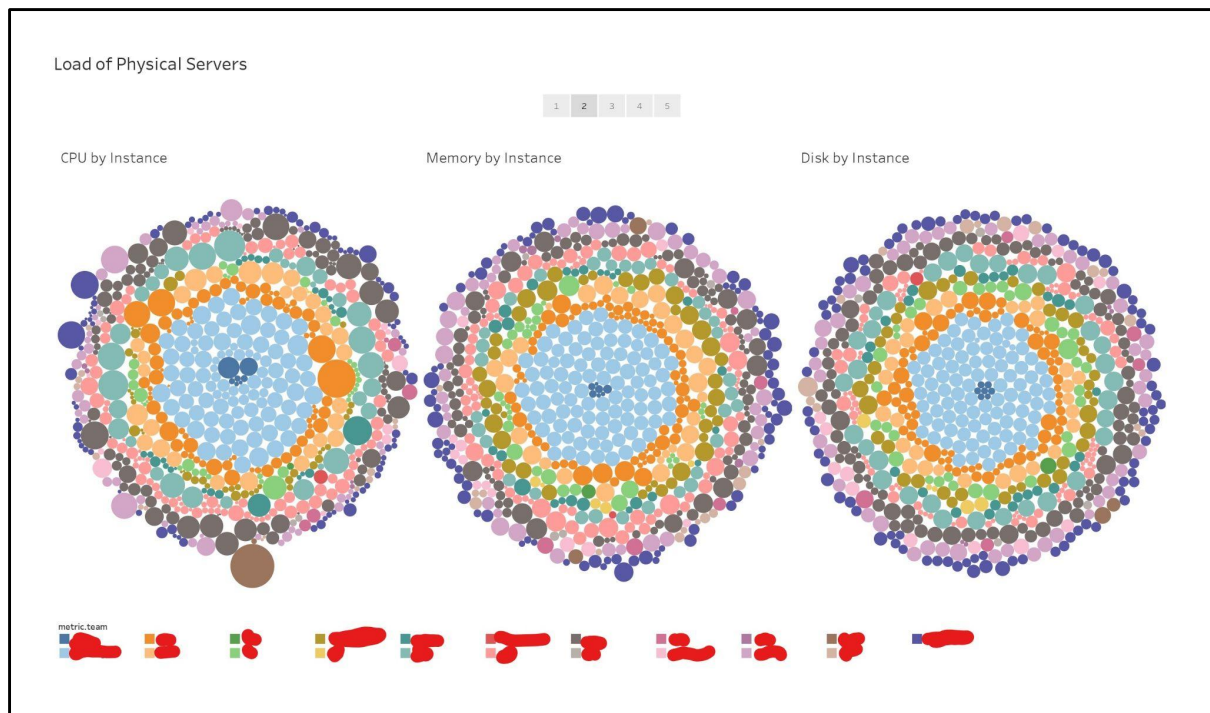 Load of Physical Servers
1 2 3 4 5
CPU by Instance
Memory by Instance
Disk by Instance
metric.team